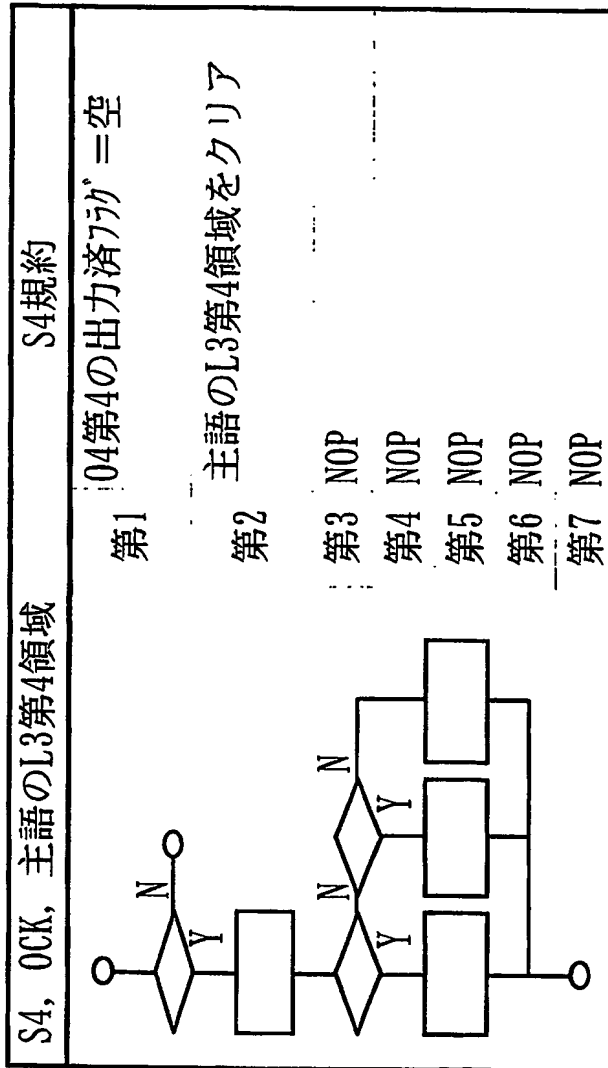 S4, OCK, 主語のL3第4領域
S4規約
N
Y
N
N
Y
Y
第1 O4第4の出力済フラグ=空
第2 主語のL3第4領域をクリア
第3 NOP
第4 NOP
第5 NOP
第6 NOP
第7 NOP